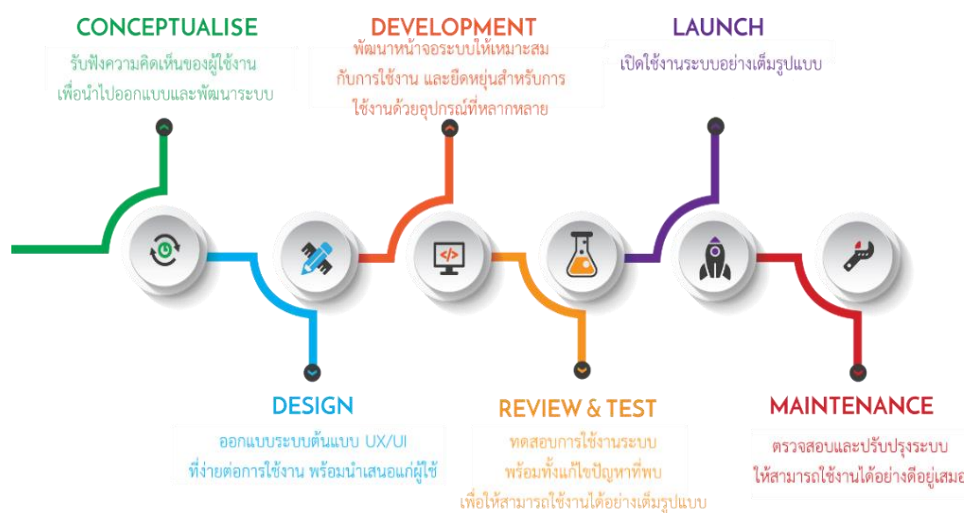 CONCEPTUALISE
รับฟังความคิดเห็นของผู้ใช้งาน
เพื่อนำไปออกแบบและพัฒนาระบบ
DEVELOPMENT
พัฒนาหน้าจอระบบให้เหมาะสม
กับการใช้งาน และยืดหยุ่นสำหรับการ
ใช้งานด้วยอุปกรณ์ที่หลากหลาย
LAUNCH
เปิดใช้งานระบบอย่างเต็มรูปแบบ
DESIGN
ออกแบบระบบต้นแบบ UX/UI
ที่ง่ายต่อการใช้งาน พร้อมนำเสนอแก่ผู้ใช้
REVIEW & TEST
ทดสอบการใช้งานระบบ
พร้อมทั้งแก้ไขปัญหาที่พบ
เพื่อให้สามารถใช้งานได้อย่างเต็มรูปแบบ
MAINTENANCE
ตรวจสอบและปรับปรุงระบบ
ให้สามารถใช้งานได้อย่างดีอยู่เสมอ